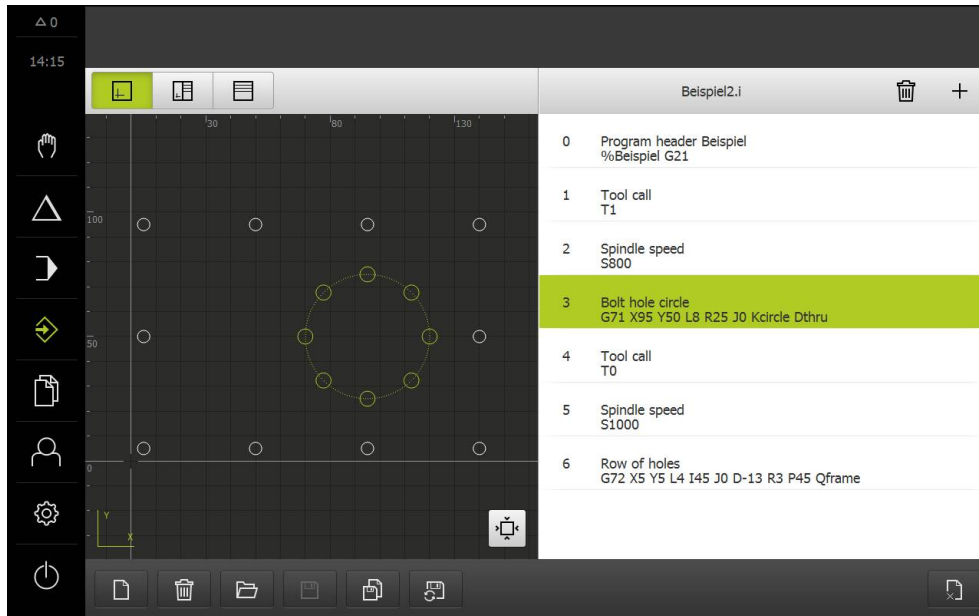 0
14:15
Beispiel2.i
30
80
130
100
50
0
Y
X
0 Program header Beispiel
%Beispiel G21
1 Tool call
T1
2 Spindle speed
S800
3 Bolt hole circle
G71 X95 Y50 L8 R25 J0 Kcircle Dthru
4 Tool call
T0
5 Spindle speed
S1000
6 Row of holes
G72 X5 Y5 L4 I45 J0 D-13 R3 P45 Qframe